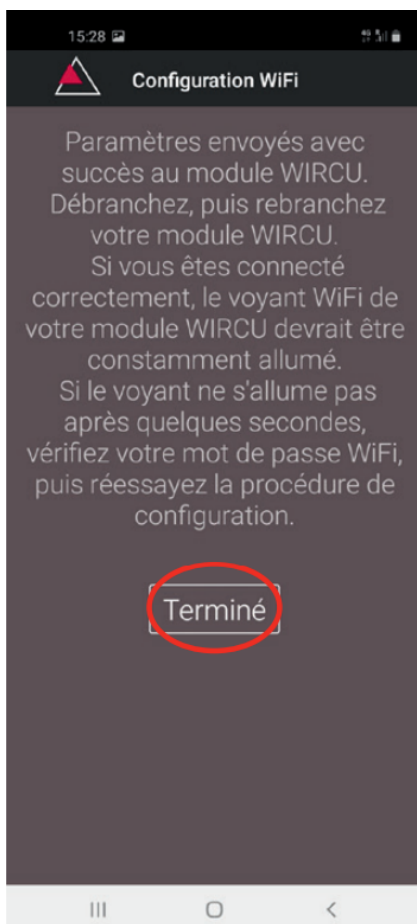 15:28
Configuration WiFi
Paramètres envoyés avec
succès au module WIRCU.
Débranchez, puis rebranchez
votre module WIRCU.
Si vous êtes connecté
correctement, le voyant WiFi de
votre module WIRCU devrait être
constamment allumé.
Si le voyant ne s'allume pas
après quelques secondes,
vérifiez votre mot de passe WiFi,
puis réessayez la procédure de
configuration.
Terminé